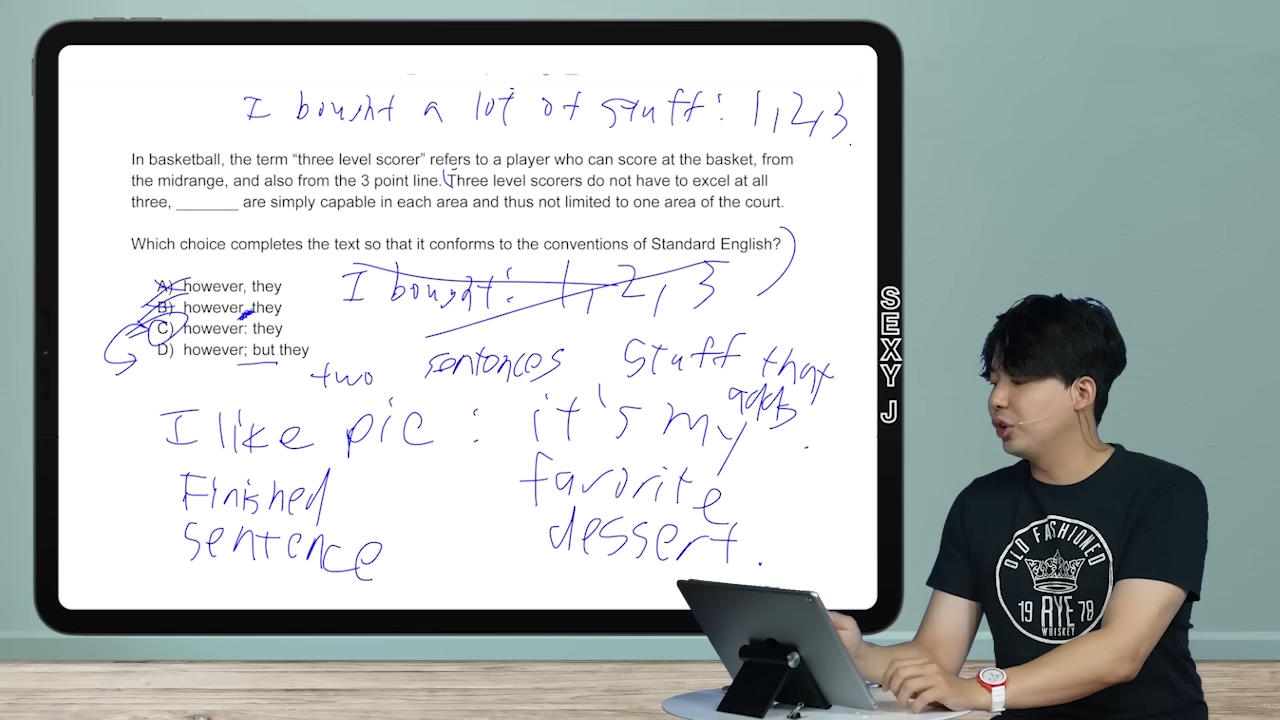 I bought a lot of stuff: 1, 2, 3.
In basketball, the term “three level scorer” refers to a player who can score at the basket, from
the midrange, and also from the 3 point line. Three level scorers do not have to excel at all
three, _______ are simply capable in each area and thus not limited to one area of the court.
Which choice completes the text so that it conforms to the conventions of Standard English?
A) however, they
B) however they
C) however: they
D) however; but they
I bought: 1, 2, 3
two sentences stuff that
adds.
I like pie : it's my
Finished favorite
sentence dessert.
SEXY J
OLD FASHIONED
19 RYE 78
WHISKEY